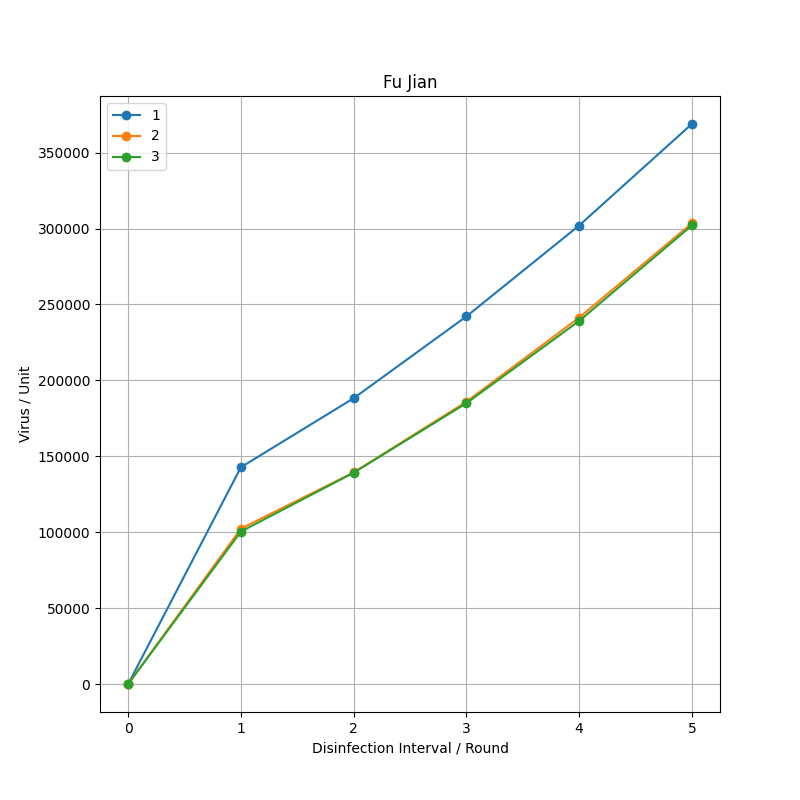 Fu Jian
1
2
3
350000
300000
250000
200000
150000
100000
50000
0
Virus / Unit
0 1 2 3 4 5
Disinfection Interval / Round